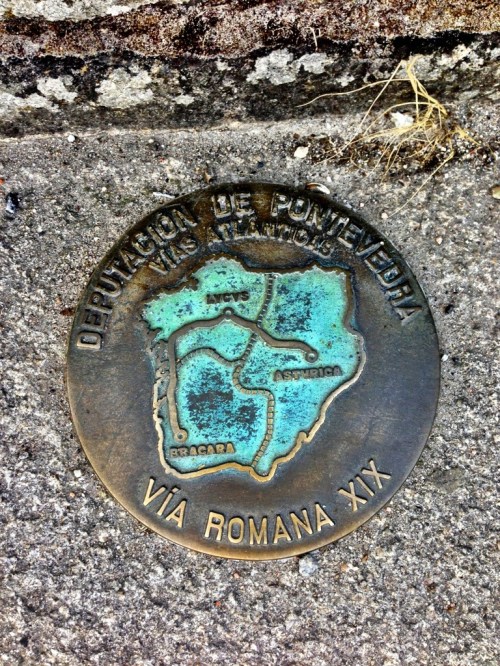 DEPUTACIÓN DE PONTEVEDRA
VIAS ATLANTICAS
LVCVS
ASTVRICA
BRACARA
VÍA ROMANA XIX